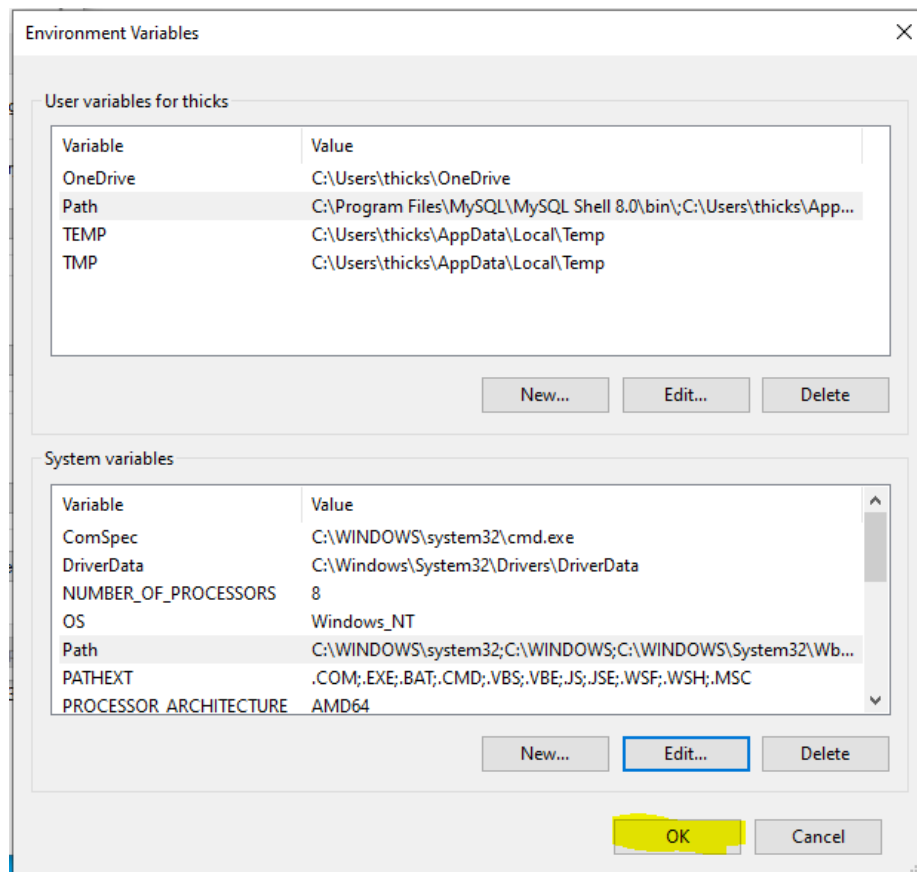 Environment Variables
User variables for thicks
Variable Value
OneDrive C:\Users\thicks\OneDrive
Path C:\Program Files\MySQL\MySQL Shell 8.0\bin\;C:\Users\thicks\App...
TEMP C:\Users\thicks\AppData\Local\Temp
TMP C:\Users\thicks\AppData\Local\Temp
New... Edit... Delete
System variables
Variable Value
ComSpec C:\WINDOWS\system32\cmd.exe
DriverData C:\Windows\System32\Drivers\DriverData
NUMBER_OF_PROCESSORS 8
OS Windows_NT
Path C:\WINDOWS\system32;C:\WINDOWS;C:\WINDOWS\System32\Wb...
PATHEXT .COM;.EXE;.BAT;.CMD;.VBS;.VBE;.JS;.JSE;.WSF;.WSH;.MSC
PROCESSOR_ARCHITECTURE AMD64
New... Edit... Delete
OK Cancel